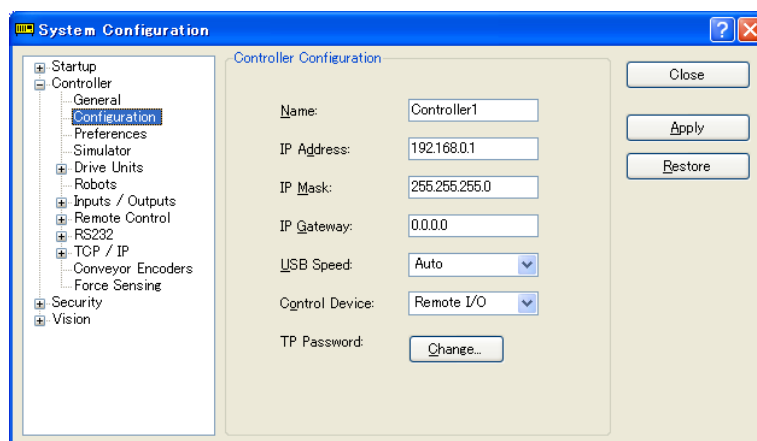 System Configuration
Startup
Controller
General
Configuration
Preferences
Simulator
Drive Units
Robots
Inputs / Outputs
Remote Control
RS232
TCP / IP
Conveyor Encoders
Force Sensing
Security
Vision
Controller Configuration
Name: Controller1
IP Address: 192.168.0.1
IP Mask: 255.255.255.0
IP Gateway: 0.0.0.0
USB Speed: Auto
Control Device: Remote I/O
TP Password: Change...
Close
Apply
Restore